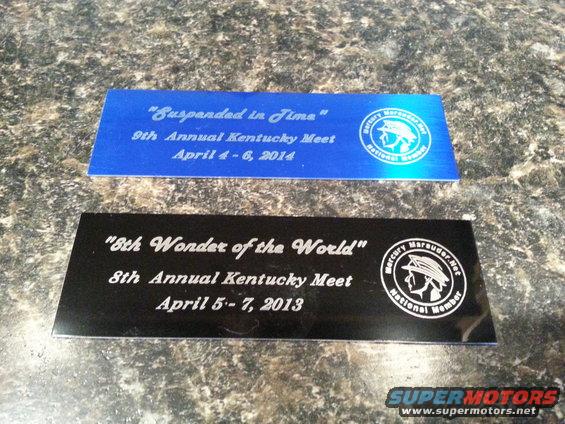 "Suspended in Time"
9th Annual Kentucky Meet
April 4 - 6, 2014
Mercury Marauder.Net
National Member
"8th Wonder of the World"
8th Annual Kentucky Meet
April 5 - 7, 2013
Mercury Marauder.Net
National Member
SUPERMOTORS
www.supermotors.net